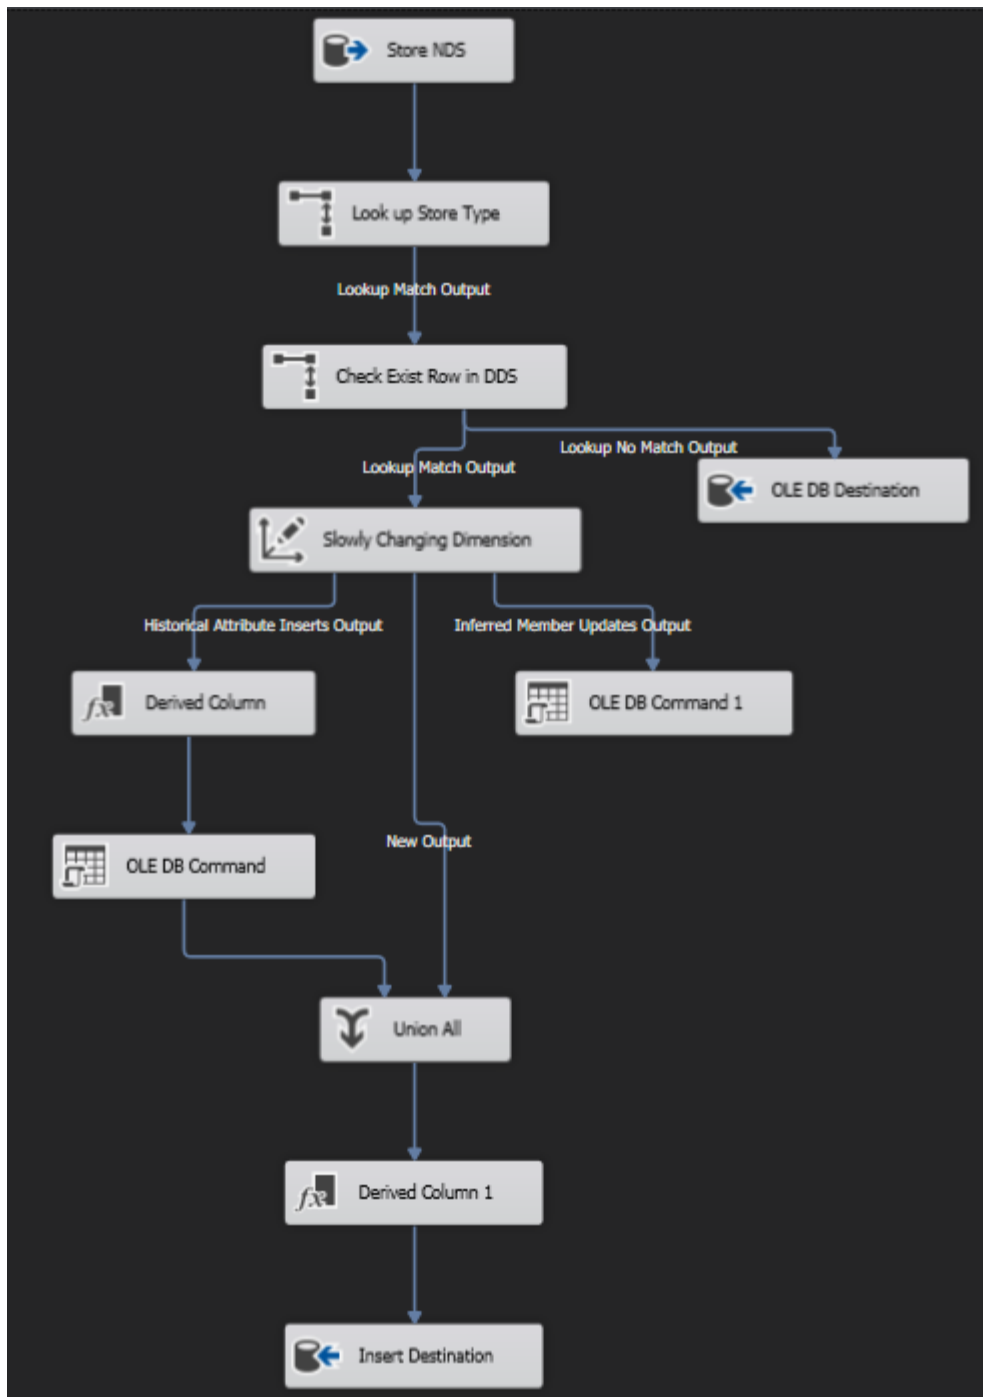 Store NDS
Look up Store Type
Lookup Match Output
Check Exist Row in DDS
Lookup No Match Output
Lookup Match Output
OLE DB Destination
Slowly Changing Dimension
Historical Attribute Inserts Output
Inferred Member Updates Output
Derived Column
OLE DB Command 1
New Output
OLE DB Command
Union All
Derived Column 1
Insert Destination